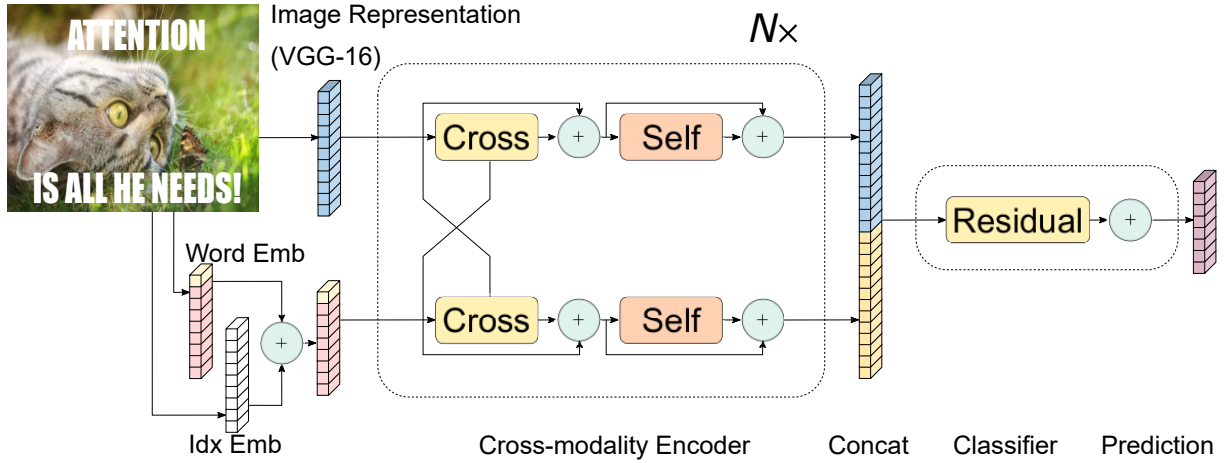 ATTENTION
IS ALL HE NEEDS!
Image Representation
(VGG-16)
N×
Cross
+
Self
+
Cross
+
Self
+
Residual
+
Word Emb
+
Idx Emb
Cross-modality Encoder
Concat
Classifier
Prediction